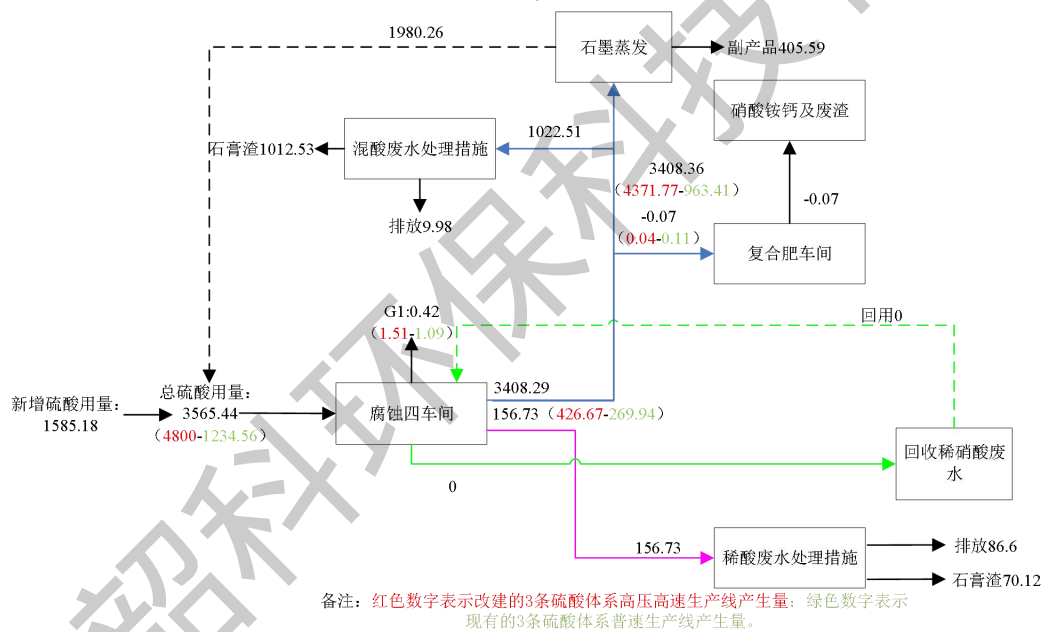 1980.26
石墨蒸发
副产品405.59
硝酸铵钙及废渣
石膏渣1012.53
混酸废水处理措施
1022.51
3408.36
（4371.77-963.41）
-0.07
排放9.98
-0.07
（0.04-0.11）
复合肥车间
G1:0.42
（1.51-1.09）
回用0
新增硫酸用量：
1585.18
总硫酸用量：
3565.44
（4800-1234.56）
腐蚀四车间
3408.29
156.73（426.67-269.94）
回收稀硝酸废
水
0
156.73
稀酸废水处理措施
排放86.6
石膏渣70.12
备注：红色数字表示改建的3条硫酸体系高压高速生产线产生量；绿色数字表示
现有的3条硫酸体系普速生产线产生量。
韶科环保科技